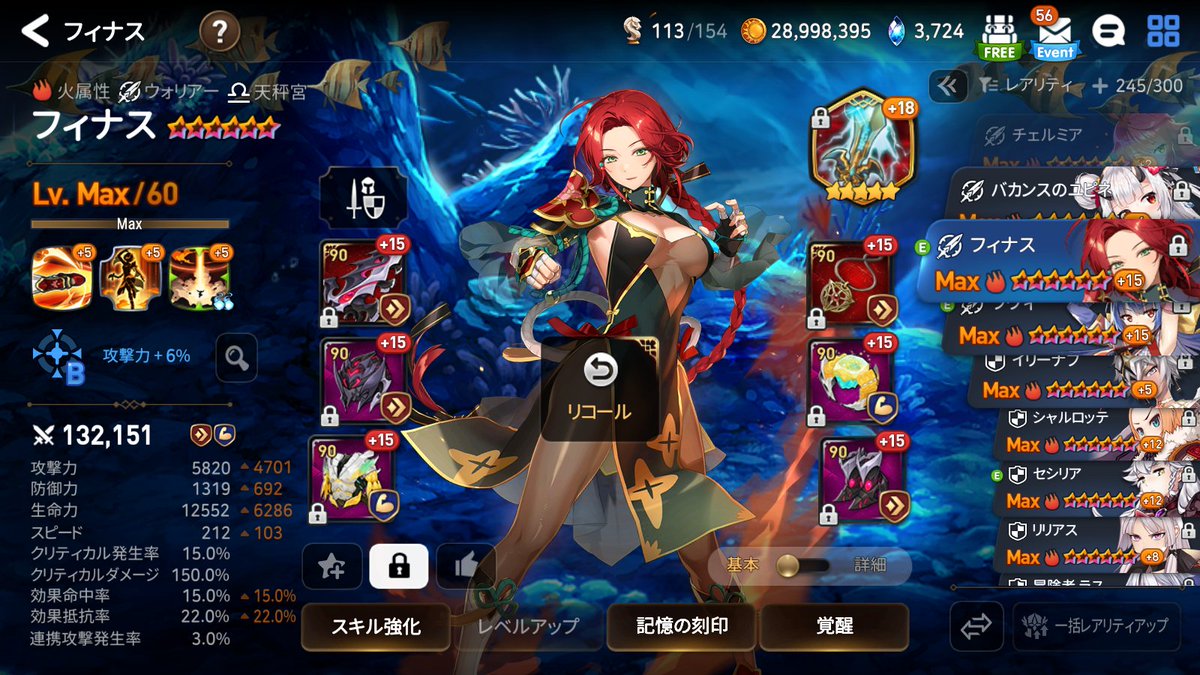 フィナス
?
113/154
28,998,395
3,724
FREE
56
Event
火属性 ウォリアー 天秤宮
フィナス
Lv. Max/60
Max
+5
+5
+5
B
攻撃力 +6%
132,151
攻撃力 5820 4701
防御力 1319 692
生命力 12552 6286
スピード 212 103
クリティカル発生率 15.0%
クリティカルダメージ 150.0%
効果命中率 15.0% 15.0%
効果抵抗率 22.0% 22.0%
連携攻撃発生率 3.0%
90 +15
90 +15
90 +15
リコール
+18
90 +15
90 +15
90 +15
基本 詳細
スキル強化
レベルアップ
記憶の刻印
覚醒
レアリティ
245/300
チェルミア
Max
バカンスのユピネ
E フィナス
Max +15
E
Max +15
イリーナブ
Max +5
シャルロッテ
Max +12
E セシリア
Max +12
リリアス
Max +8
冒険者ラス
一括レアリティアップ